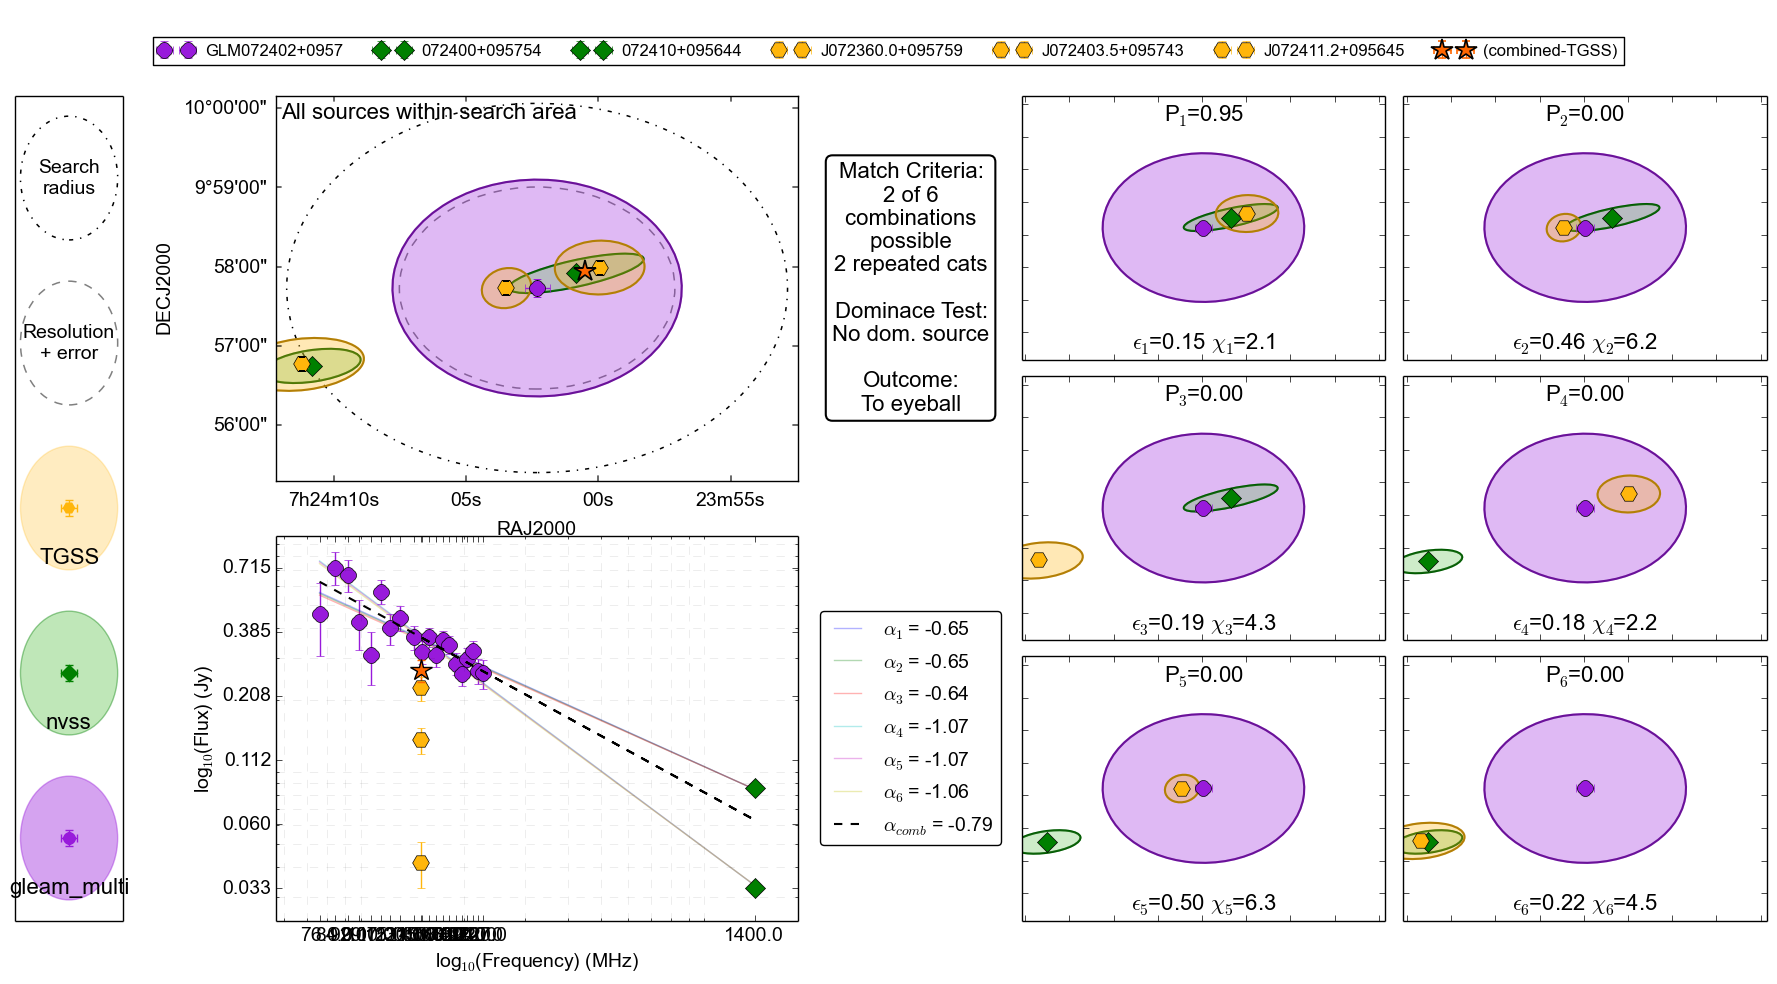 GLM072402+0957 072400+095754 072410+095644 J072360.0+095759 J072403.5+095743 J072411.2+095645 (combined-TGSS)
Search
radius
Resolution
+ error
TGSS
nvss
gleam_multi
All sources within search area
10°00'00"
9°59'00"
58'00"
57'00"
56'00"
DECJ2000
7h24m10s 05s 00s 23m55s
RAJ2000
Match Criteria:
2 of 6
combinations
possible
2 repeated cats
Dominace Test:
No dom. source
Outcome:
To eyeball
0.715
0.385
0.208
0.112
0.060
0.033
log₁₀(Flux) (Jy)
1400.0
log₁₀(Frequency) (MHz)
α₁ = -0.65
α₂ = -0.65
α₃ = -0.64
α₄ = -1.07
α₅ = -1.07
α₆ = -1.06
α_comb = -0.79
P₁=0.95
ϵ₁=0.15 χ₁=2.1
P₂=0.00
ϵ₂=0.46 χ₂=6.2
P₃=0.00
ϵ₃=0.19 χ₃=4.3
P₄=0.00
ϵ₄=0.18 χ₄=2.2
P₅=0.00
ϵ₅=0.50 χ₅=6.3
P₆=0.00
ϵ₆=0.22 χ₆=4.5